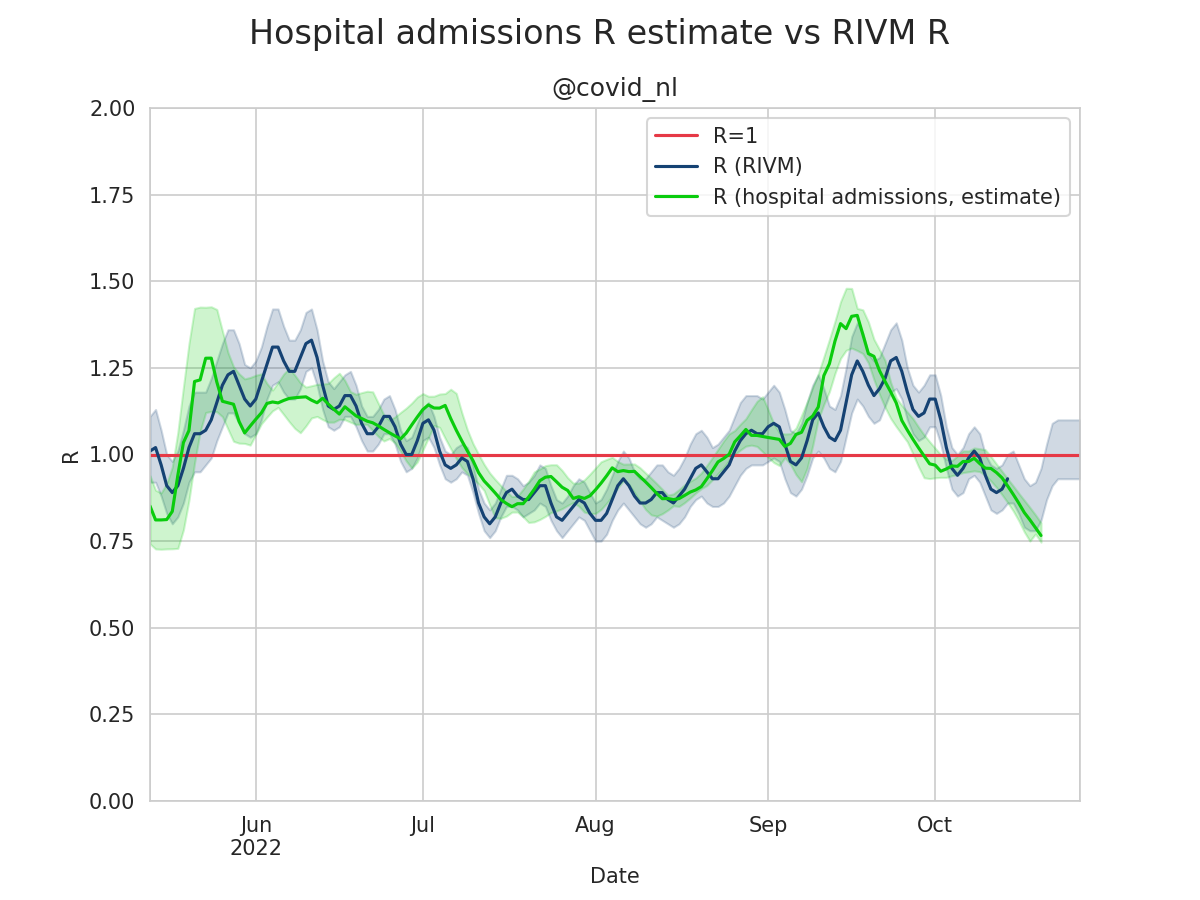 Hospital admissions R estimate vs RIVM R
@covid_nl
R=1
R (RIVM)
R (hospital admissions, estimate)
2.00
1.75
1.50
1.25
1.00
0.75
0.50
0.25
0.00
R
Jun
2022
Jul
Aug
Sep
Oct
Date